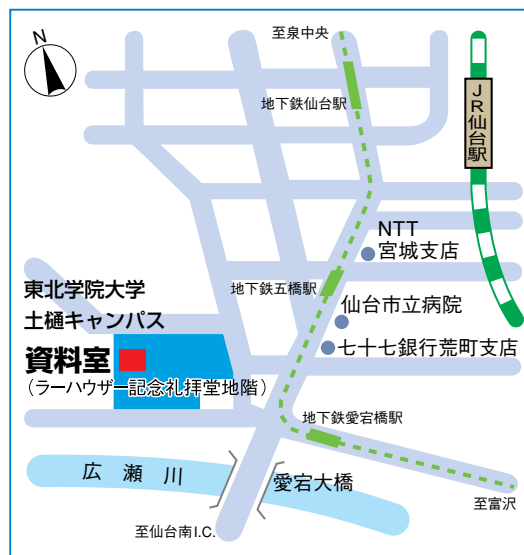 N
至泉中央
地下鉄仙台駅
JR仙台駅
NTT
宮城支店
地下鉄五橋駅
東北学院大学
土樋キャンパス
仙台市立病院
資料室
七十七銀行荒町支店
（ラーハウザー記念礼拝堂地階）
地下鉄愛宕橋駅
広瀬川
愛宕大橋
至富沢
至仙台南I.C.